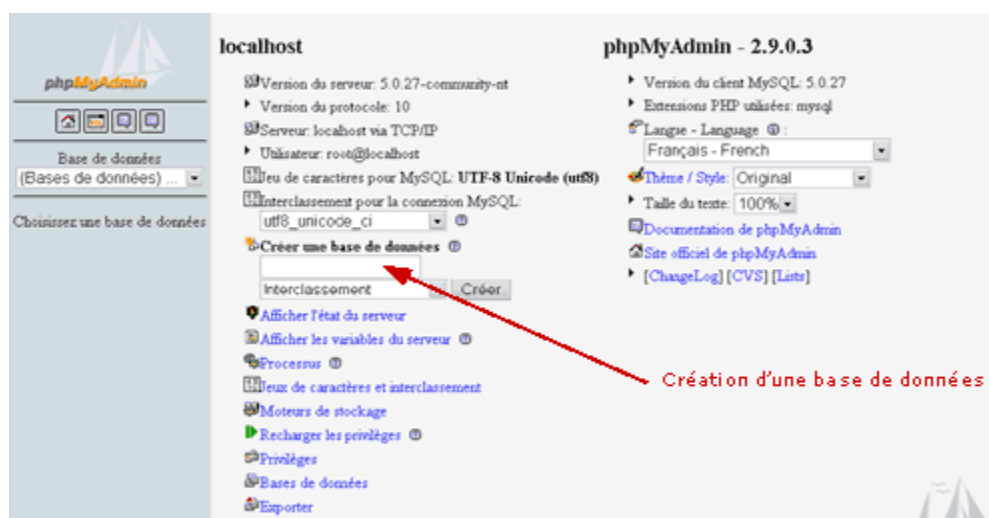 phpMyAdmin
Base de données
(Bases de données) ...
Choisissez une base de données
localhost
Version du serveur: 5.0.27-community-nt
Version du protocole: 10
Serveur: localhost via TCP/IP
Utilisateur: root@localhost
Jeu de caractères pour MySQL: UTF-8 Unicode (utf8)
Interclassement pour la connexion MySQL:
utf8_unicode_ci
Créer une base de données
Interclassement
Créer
Afficher l'état du serveur
Afficher les variables du serveur
Processus
Jeux de caractères et interclassement
Moteurs de stockage
Recharger les privilèges
Privilèges
Bases de données
Exporter
phpMyAdmin - 2.9.0.3
Version du client MySQL: 5.0.27
Extensions PHP utilisées: mysql
Langue - Language :
Français - French
Thème / Style: Original
Taille du texte: 100%
Documentation de phpMyAdmin
Site officiel de phpMyAdmin
[ChangeLog] [CVS] [Lists]
Création d'une base de données